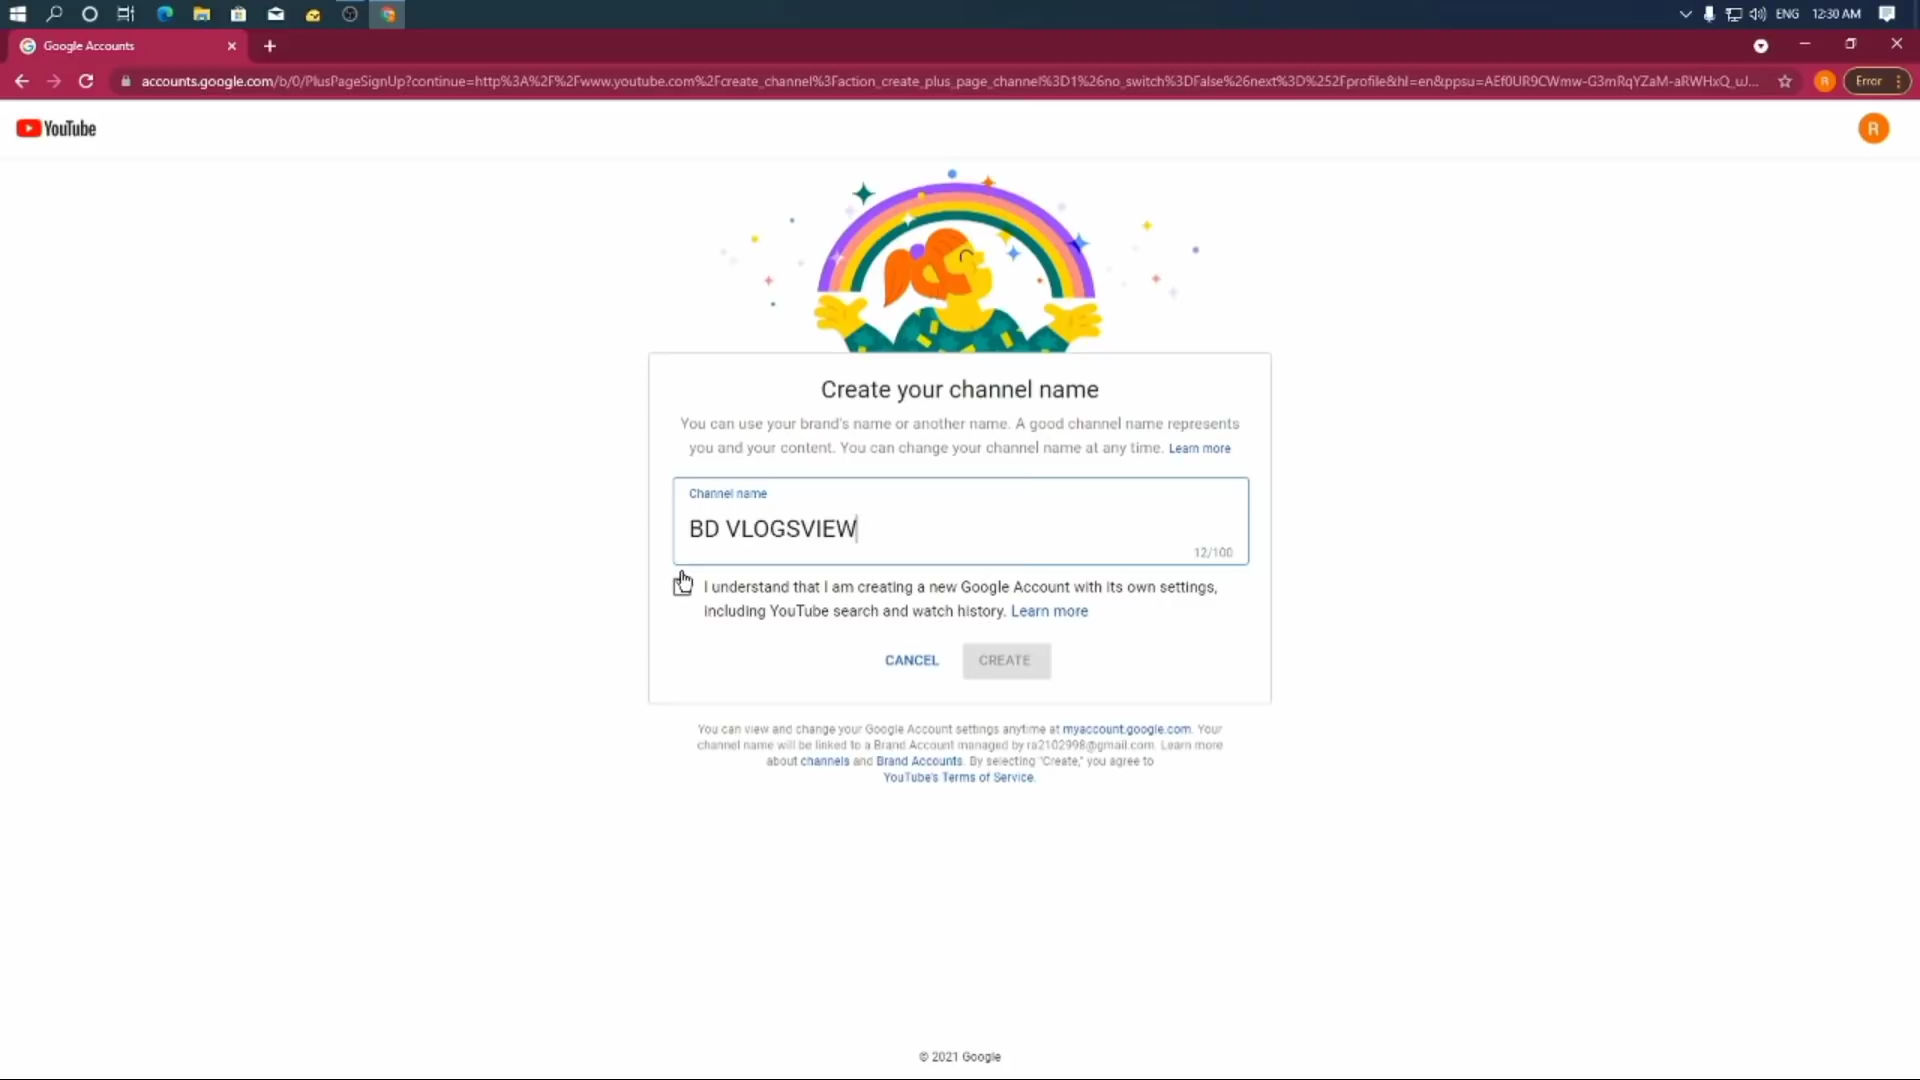 ENG 12:30 AM
Google Accounts
accounts.google.com/b/0/PlusPageSignUp?continue=http%3A%2F%2Fwww.youtube.com%2Fcreate_channel%3Faction_create_plus_page_channel%3D1%26no_switch%3DFalse%26next%3D%252Fprofile&hl=en&ppsu=AEf0UR9CWmw-G3mRqYZaM-aRWHxQ_uJ...
R
Error
YouTube
R
Create your channel name
You can use your brand's name or another name. A good channel name represents
you and your content. You can change your channel name at any time. Learn more
Channel name
BD VLOGSVIEW
12/100
I understand that I am creating a new Google Account with its own settings,
including YouTube search and watch history. Learn more
CANCEL CREATE
You can view and change your Google Account settings anytime at myaccount.google.com. Your
channel name will be linked to a Brand Account managed by ra2102998@gmail.com. Learn more
about channels and Brand Accounts. By selecting "Create," you agree to
YouTube's Terms of Service.
© 2021 Google